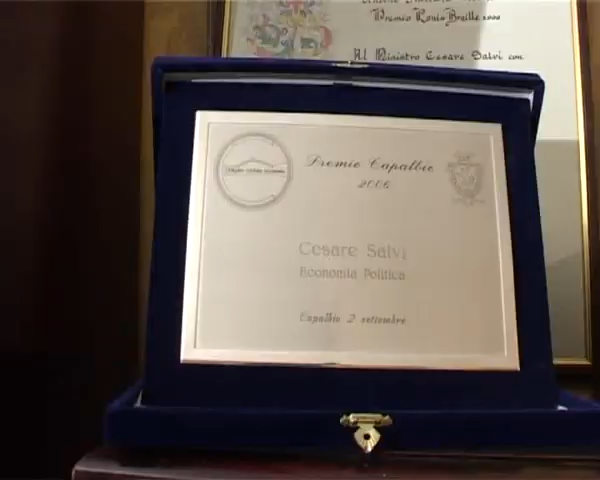 Premio Louis Braille 2000
Al Ministro Cesare Salvi con
Premio Capalbio
2006
Cesare Salvi
Economia Politica
Capalbio 2 settembre